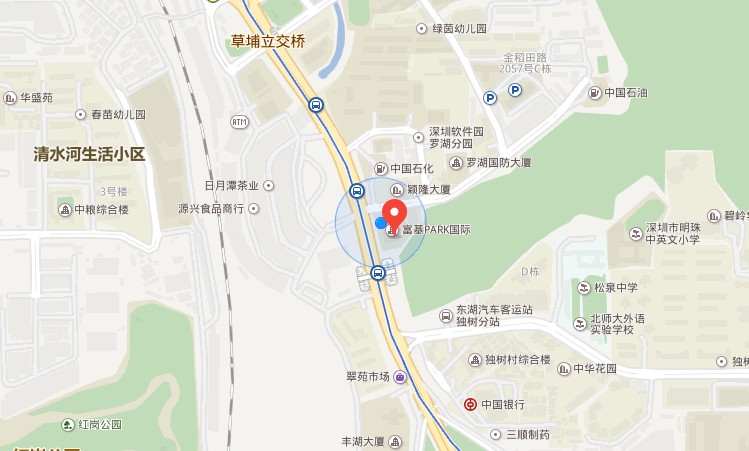 绿茵幼儿园
草埔立交桥
金稻田路
2057号C栋
华盛苑
P
P
中国石油
春苗幼儿园
ATM
深圳软件园
罗湖分园
清水河生活小区
罗湖国防大厦
中国石化
日月潭茶业
3号楼
颖隆大厦
中粮综合楼
源兴食品商行
碧岭
富基PARK国际
深圳市明珠
中英文小学
D栋
松泉中学
东湖汽车客运站
独树分站
北师大外语
实验学校
独树村综合楼
独树
中华花园
翠苑市场
中国银行
红岗公园
三顺制药
丰湖大厦